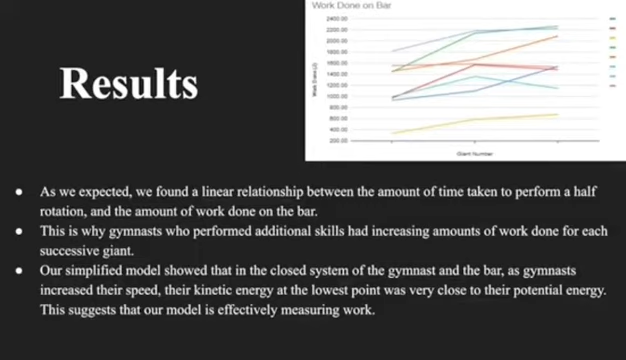 Work Done on Bar
2400.00
2200.00
2000.00
1800.00
1600.00
1400.00
1200.00
1000.00
800.00
600.00
400.00
200.00
Work Done (J)
Giant Number
Results
● As we expected, we found a linear relationship between the amount of time taken to perform a half
rotation, and the amount of work done on the bar.
● This is why gymnasts who performed additional skills had increasing amounts of work done for each
successive giant.
● Our simplified model showed that in the closed system of the gymnast and the bar, as gymnasts
increased their speed, their kinetic energy at the lowest point was very close to their potential energy.
This suggests that our model is effectively measuring work.